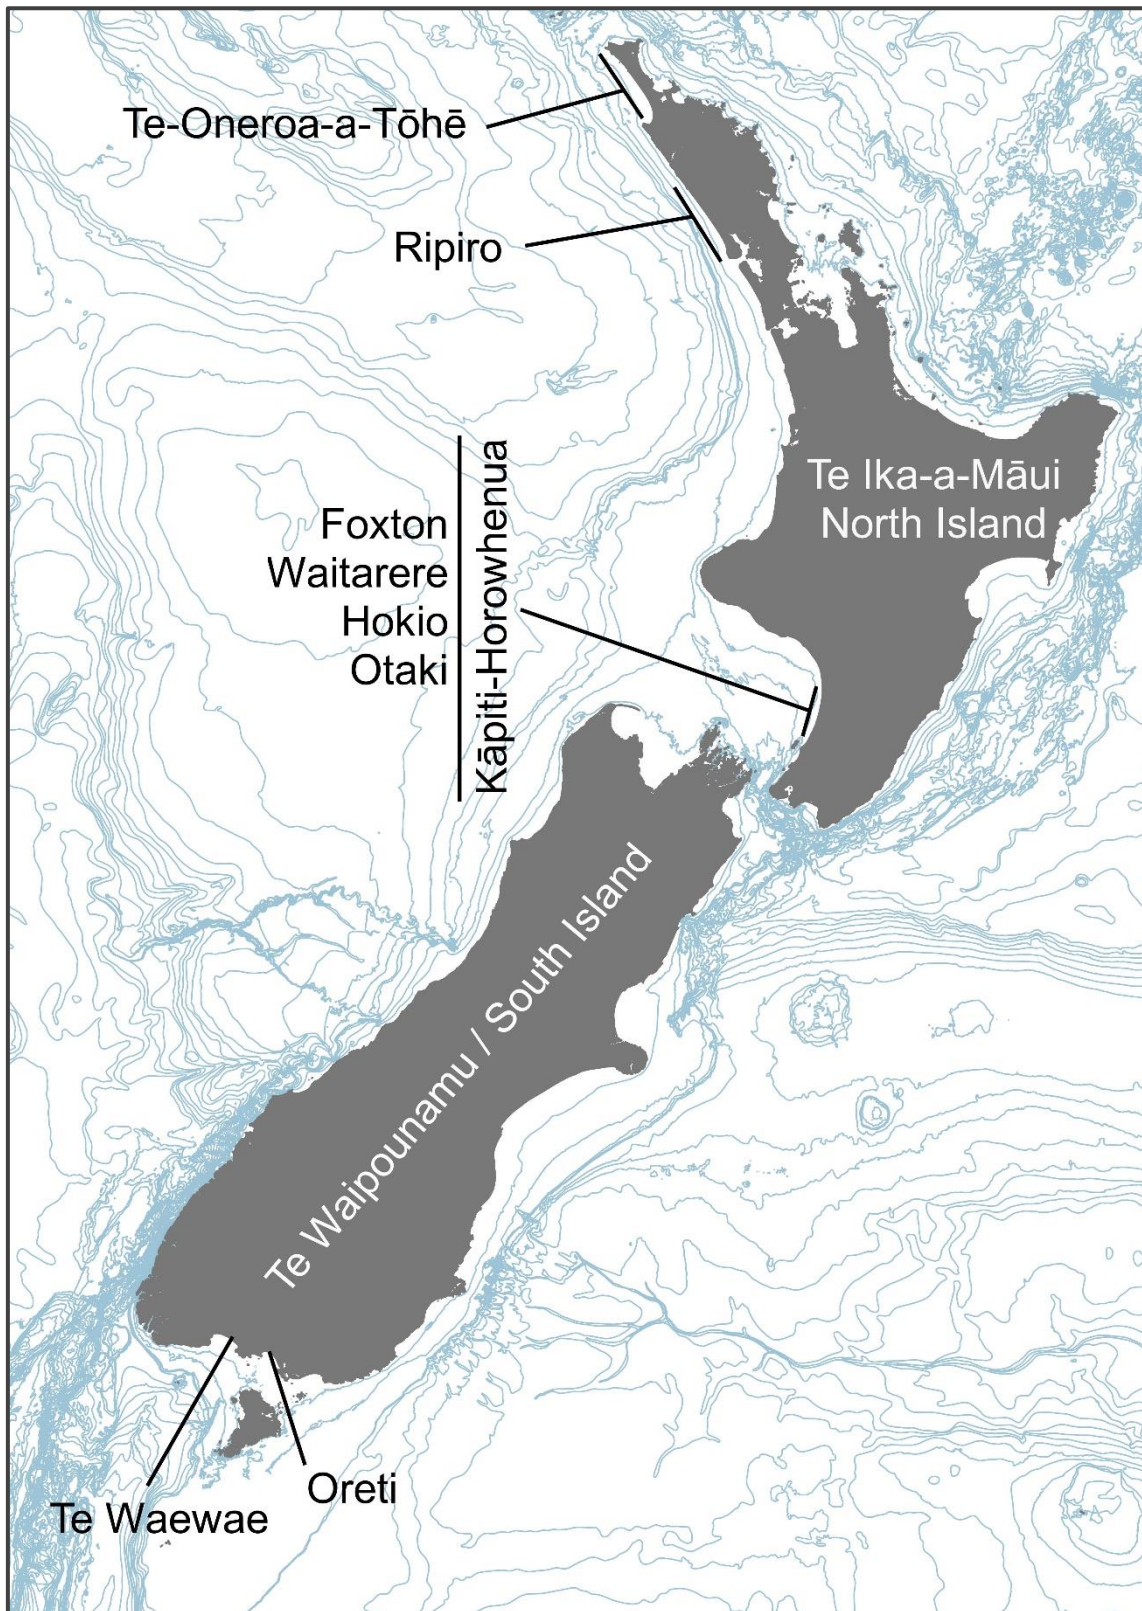 Te-Oneroa-a-Tōhē
Ripiro
Te Ika-a-Māui
North Island
Foxton
Waitarere
Hokio
Otaki
Kāpiti-Horowhenua
Te Waipounamu / South Island
Oreti
Te Waewae